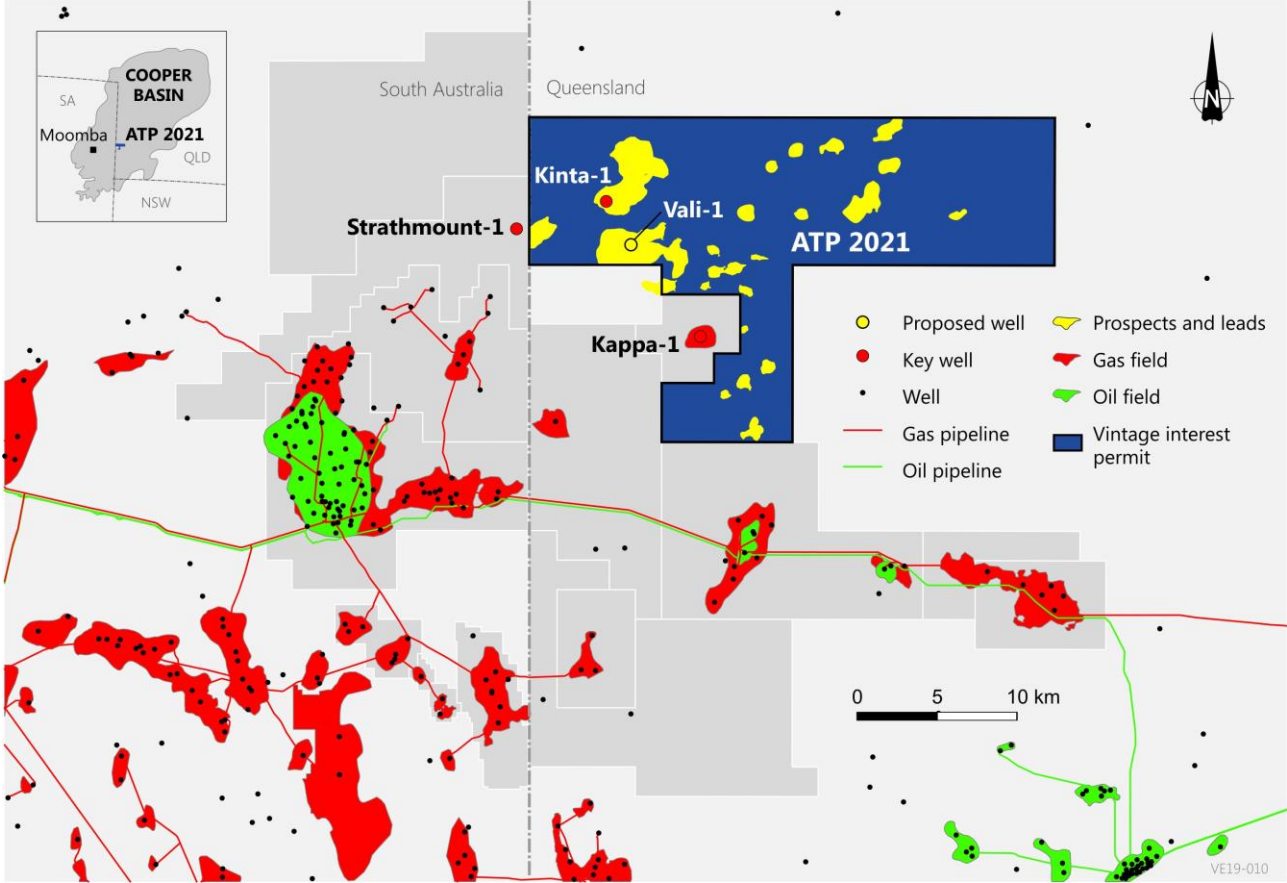 COOPER
BASIN
SA
Moomba
ATP 2021
QLD
NSW
South Australia
Queensland
N
Kinta-1
Vali-1
Strathmount-1
ATP 2021
Kappa-1
Proposed well
Key well
Well
Gas pipeline
Oil pipeline
Prospects and leads
Gas field
Oil field
Vintage interest
permit
0 5 10 km
VE19-010